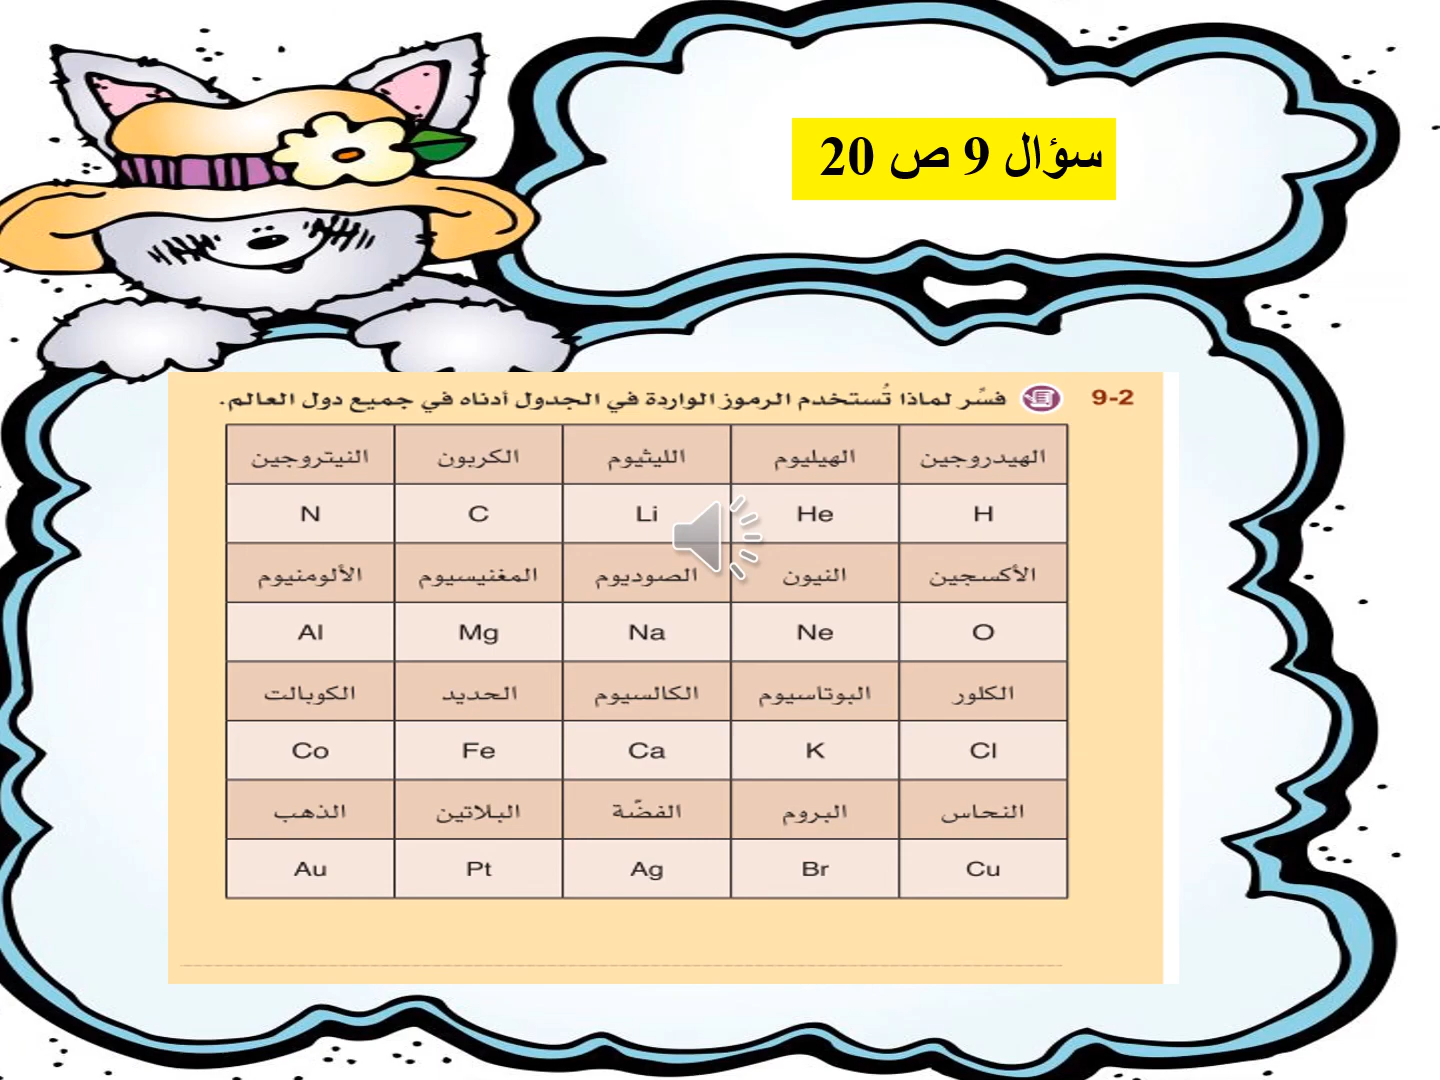 سؤال 9 ص 20
9-2 فسِّر لماذا تُستخدم الرموز الواردة في الجدول أدناه في جميع دول العالم.
الهيدروجين الهيليوم الليثيوم الكربون النيتروجين
H He Li C N
الأكسجين النيون الصوديوم المغنيسيوم الألومنيوم
O Ne Na Mg Al
الكلور البوتاسيوم الكالسيوم الحديد الكوبالت
Cl K Ca Fe Co
النحاس البروم الفضّة البلاتين الذهب
Cu Br Ag Pt Au